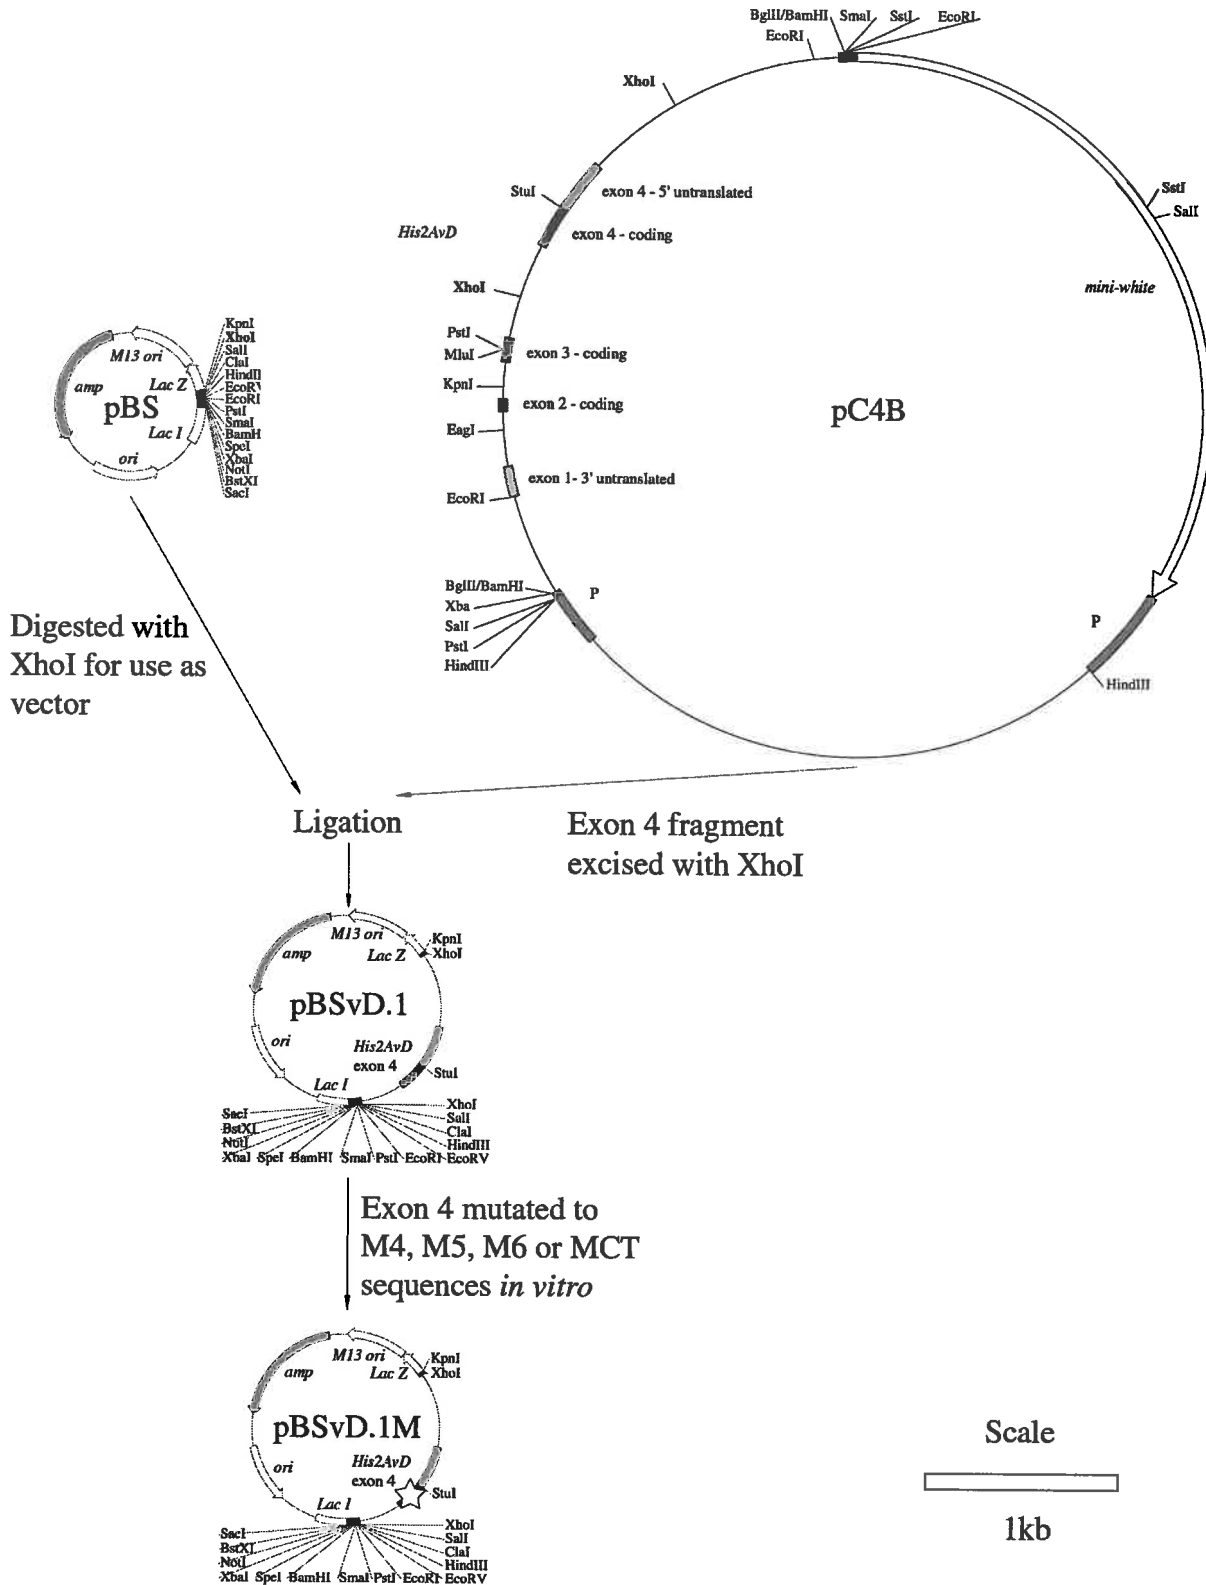 BglII/BamHI SmaI SstI EcoRI
EcoRI
XhoI
StuI
exon 4 - 5' untranslated
His2AvD
exon 4 - coding
SstI
SalI
mini-white
XhoI
PstI
MluI
exon 3 - coding
KpnI
exon 2 - coding
EagI
exon 1- 3' untranslated
EcoRI
pC4B
BglII/BamHI
Xba
SalI
PstI
HindIII
P
P
HindIII
KpnI
XhoI
SalI
ClaI
HindII
EcoRV
EcoRI
PstI
SmaI
BamH
SpeI
XbaI
NotI
BstXI
SacI
M13 ori
amp
Lac Z
pBS
Lac I
ori
Digested with
XhoI for use as
vector
Ligation
Exon 4 fragment
excised with XhoI
M13 ori
KpnI
XhoI
Lac Z
amp
pBSvD.1
ori
His2AvD
exon 4
StuI
Lac I
SacI
BstXI
NotI
XbaI SpeI BamHI SmaI PstI EcoRI EcoRV
XhoI
SalI
ClaI
HindIII
Exon 4 mutated to
M4, M5, M6 or MCT
sequences in vitro
M13 ori
KpnI
XhoI
Lac Z
amp
pBSvD.1M
ori
His2AvD
exon 4
StuI
Lac I
SacI
BstXI
NotI
XbaI SpeI BamHI SmaI PstI EcoRI EcoRV
XhoI
SalI
ClaI
HindIII
Scale
1kb